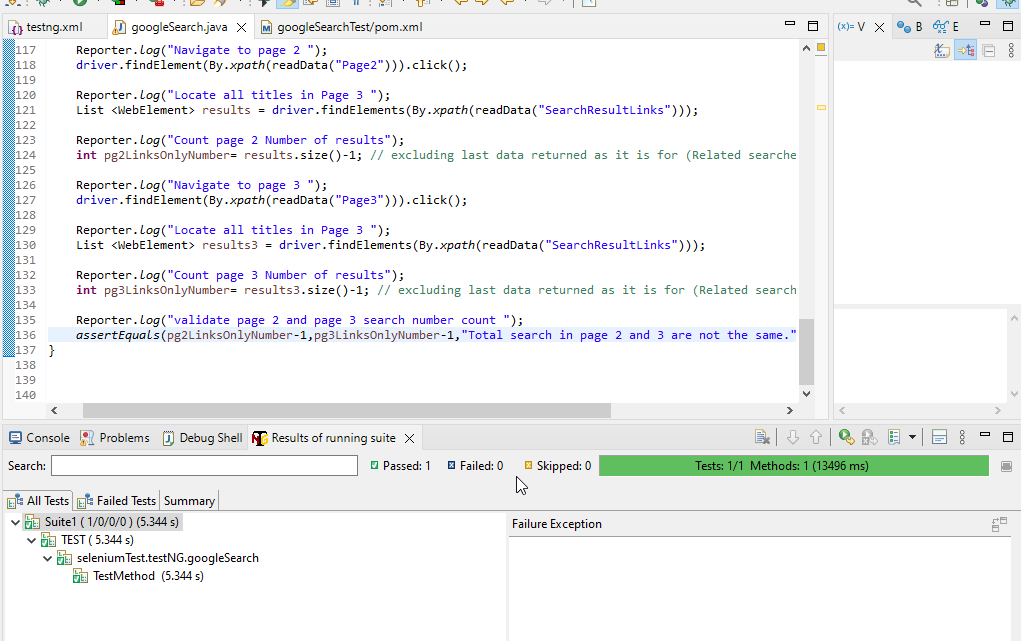 testng.xml googleSearch.java googleSearchTest/pom.xml (x)= V B E
117 Reporter.log("Navigate to page 2 ");
118 driver.findElement(By.xpath(readData("Page2"))).click();
119
120 Reporter.log("Locate all titles in Page 3 ");
121 List <WebElement> results = driver.findElements(By.xpath(readData("SearchResultLinks")));
122
123 Reporter.log("Count page 2 Number of results");
124 int pg2LinksOnlyNumber= results.size()-1; // excluding last data returned as it is for (Related searche
125
126 Reporter.log("Navigate to page 3 ");
127 driver.findElement(By.xpath(readData("Page3"))).click();
128
129 Reporter.log("Locate all titles in Page 3 ");
130 List <WebElement> results3 = driver.findElements(By.xpath(readData("SearchResultLinks")));
131
132 Reporter.log("Count page 3 Number of results");
133 int pg3LinksOnlyNumber= results3.size()-1; // excluding last data returned as it is for (Related search
134
135 Reporter.log("validate page 2 and page 3 search number count ");
136 assertEquals(pg2LinksOnlyNumber-1,pg3LinksOnlyNumber-1,"Total search in page 2 and 3 are not the same."
137 }
138
139
140
Console Problems Debug Shell Results of running suite
Search: Passed: 1 Failed: 0 Skipped: 0 Tests: 1/1 Methods: 1 (13496 ms)
All Tests Failed Tests Summary
Suite1 ( 1/0/0/0 ) (5.344 s) Failure Exception
TEST ( 5.344 s)
seleniumTest.testNG.googleSearch
TestMethod (5.344 s)